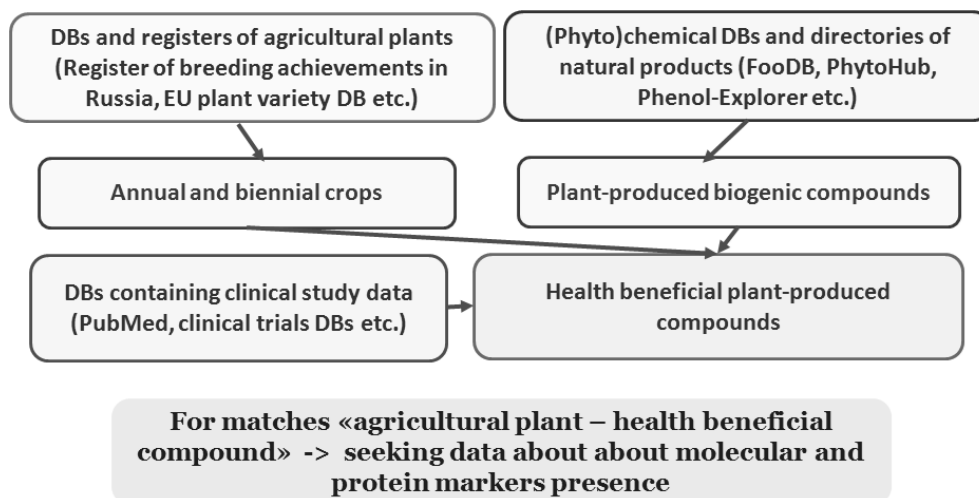 DBs and registers of agricultural plants
(Register of breeding achievements in
Russia, EU plant variety DB etc.)
(Phyto)chemical DBs and directories of
natural products (FooDB, PhytoHub,
Phenol-Explorer etc.)
Annual and biennial crops
Plant-produced biogenic compounds
DBs containing clinical study data
(PubMed, clinical trials DBs etc.)
Health beneficial plant-produced
compounds
For matches «agricultural plant – health beneficial
compound» -> seeking data about about molecular and
protein markers presence